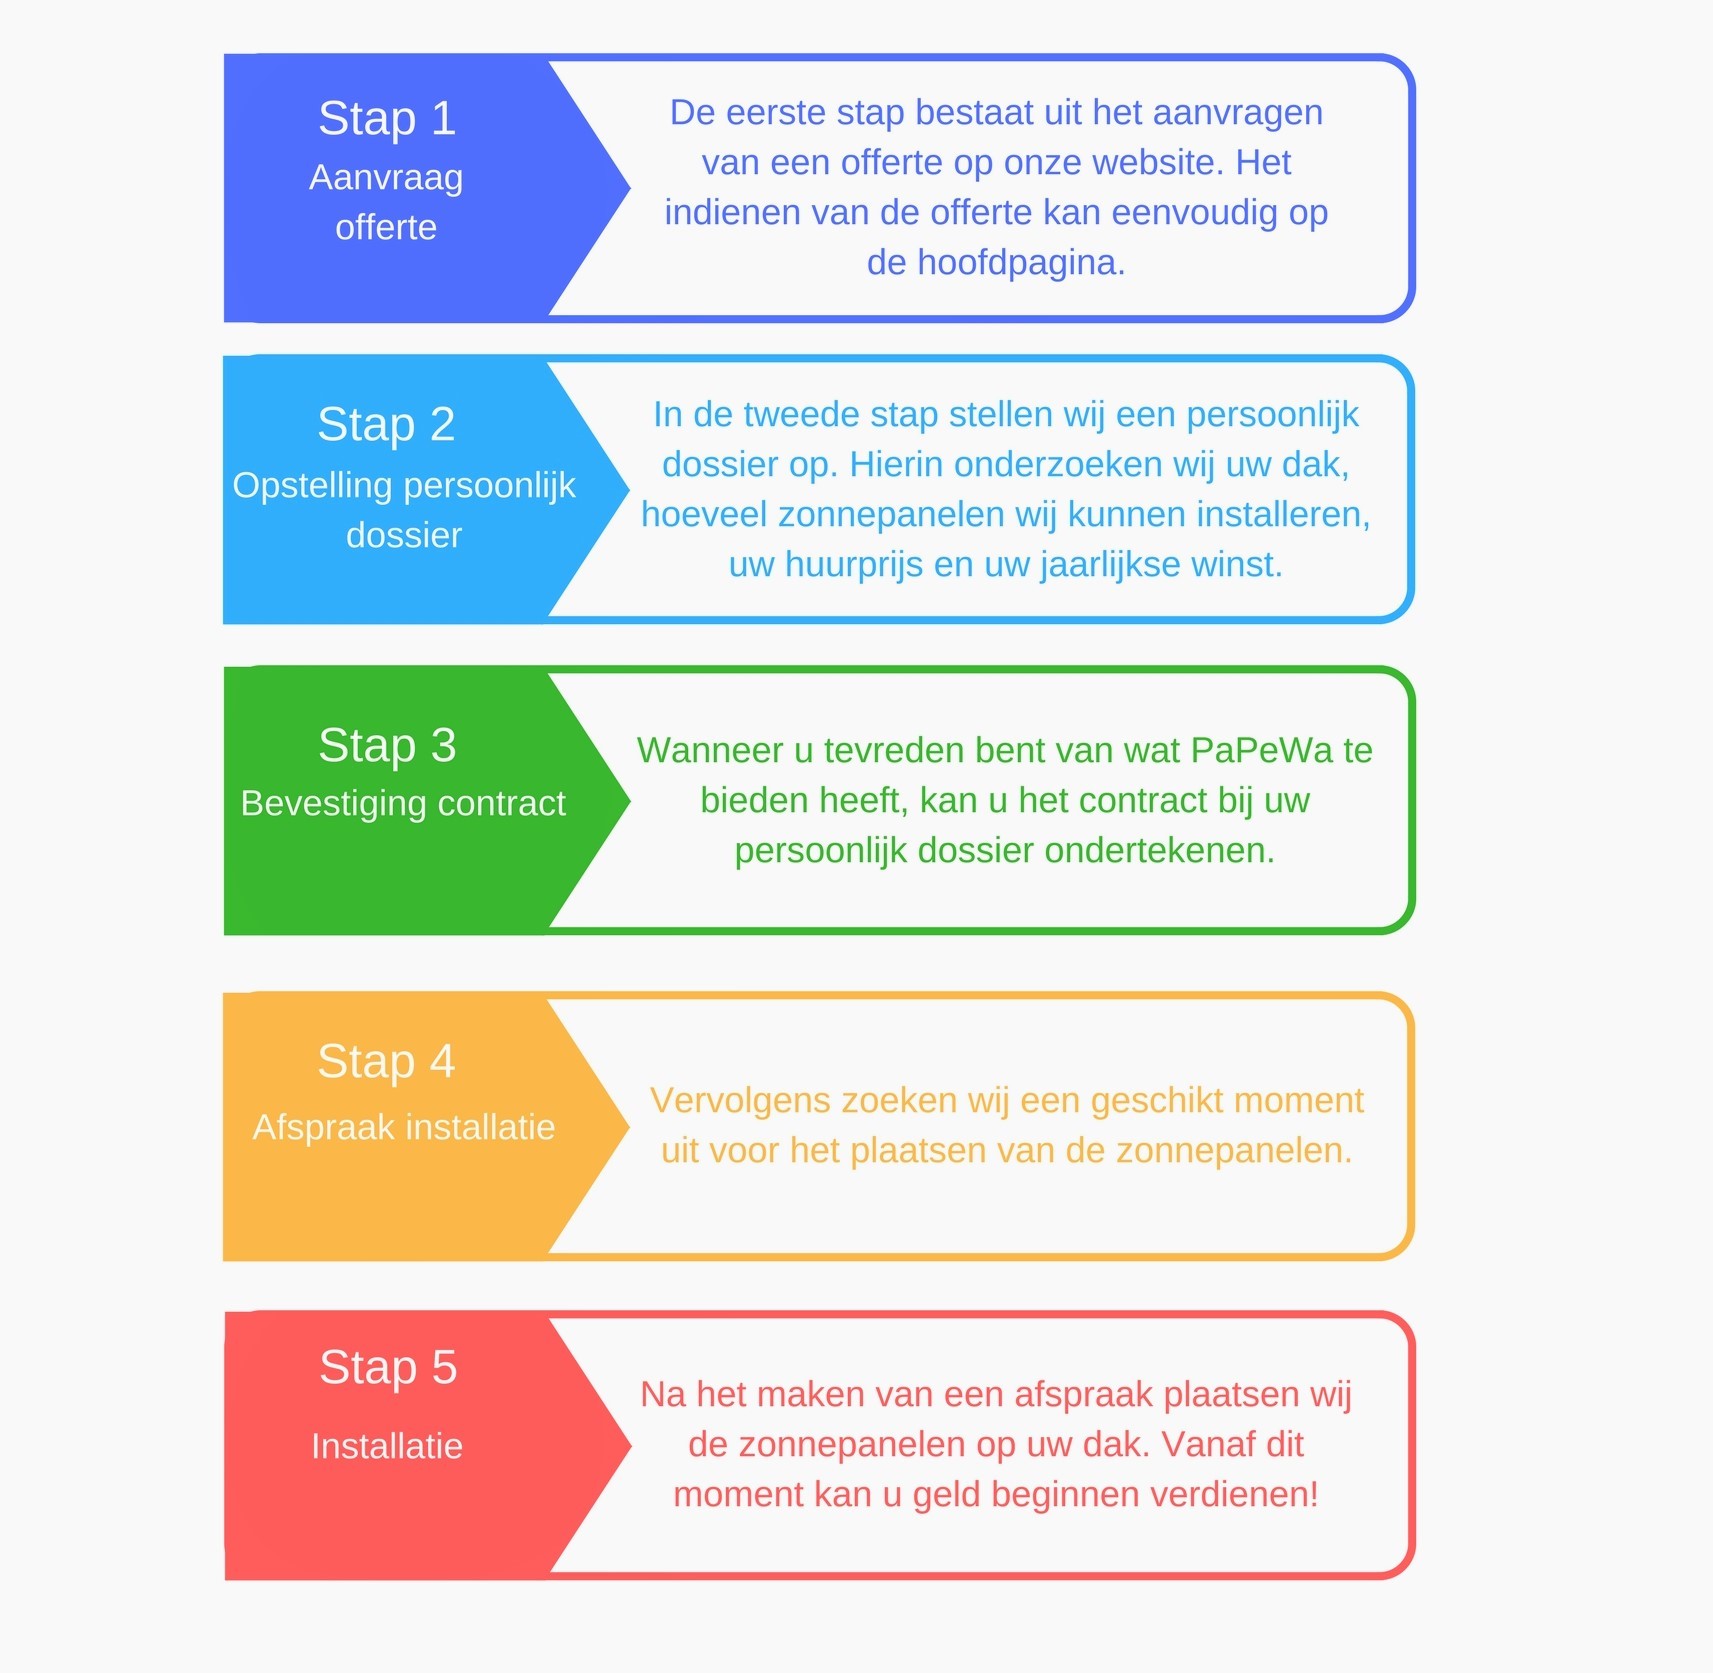 Stap 1
Aanvraag
offerte
De eerste stap bestaat uit het aanvragen
van een offerte op onze website. Het
indienen van de offerte kan eenvoudig op
de hoofdpagina.
Stap 2
Opstelling persoonlijk
dossier
In de tweede stap stellen wij een persoonlijk
dossier op. Hierin onderzoeken wij uw dak,
hoeveel zonnepanelen wij kunnen installeren,
uw huurprijs en uw jaarlijkse winst.
Stap 3
Bevestiging contract
Wanneer u tevreden bent van wat PaPeWa te
bieden heeft, kan u het contract bij uw
persoonlijk dossier ondertekenen.
Stap 4
Afspraak installatie
Vervolgens zoeken wij een geschikt moment
uit voor het plaatsen van de zonnepanelen.
Stap 5
Installatie
Na het maken van een afspraak plaatsen wij
de zonnepanelen op uw dak. Vanaf dit
moment kan u geld beginnen verdienen!